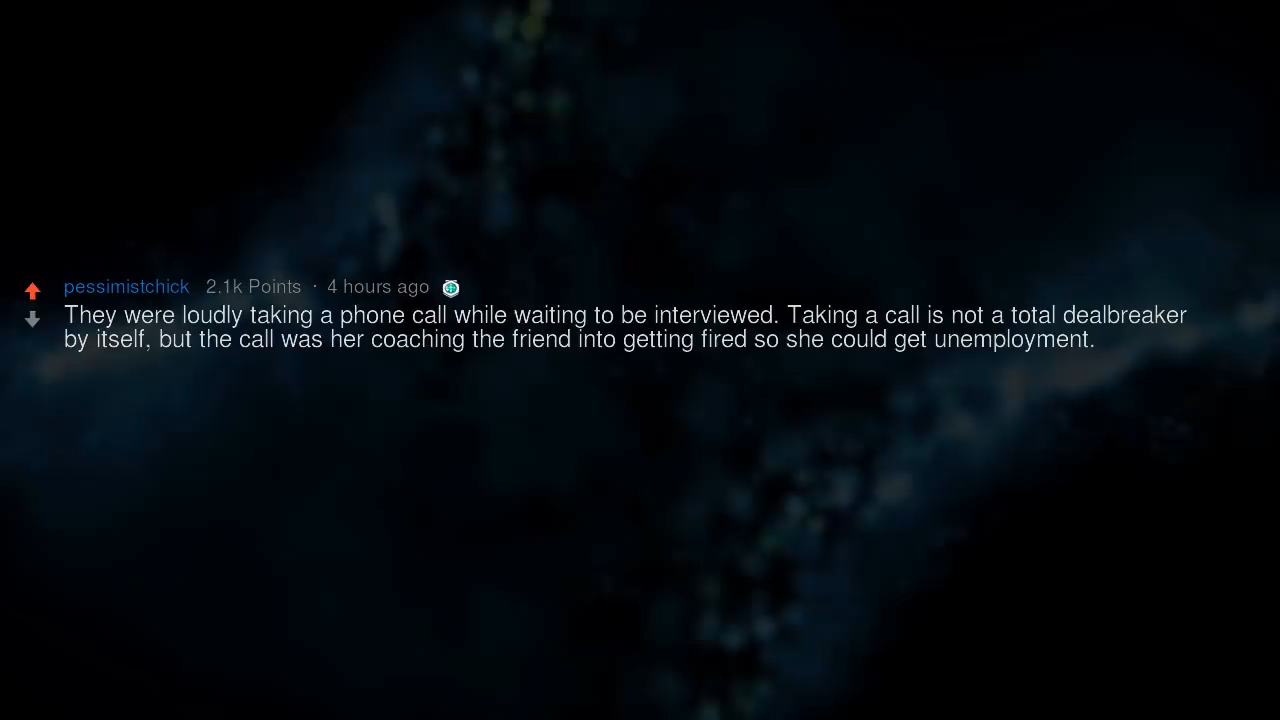 pessimistchick 2.1k Points · 4 hours ago
They were loudly taking a phone call while waiting to be interviewed. Taking a call is not a total dealbreaker
by itself, but the call was her coaching the friend into getting fired so she could get unemployment.